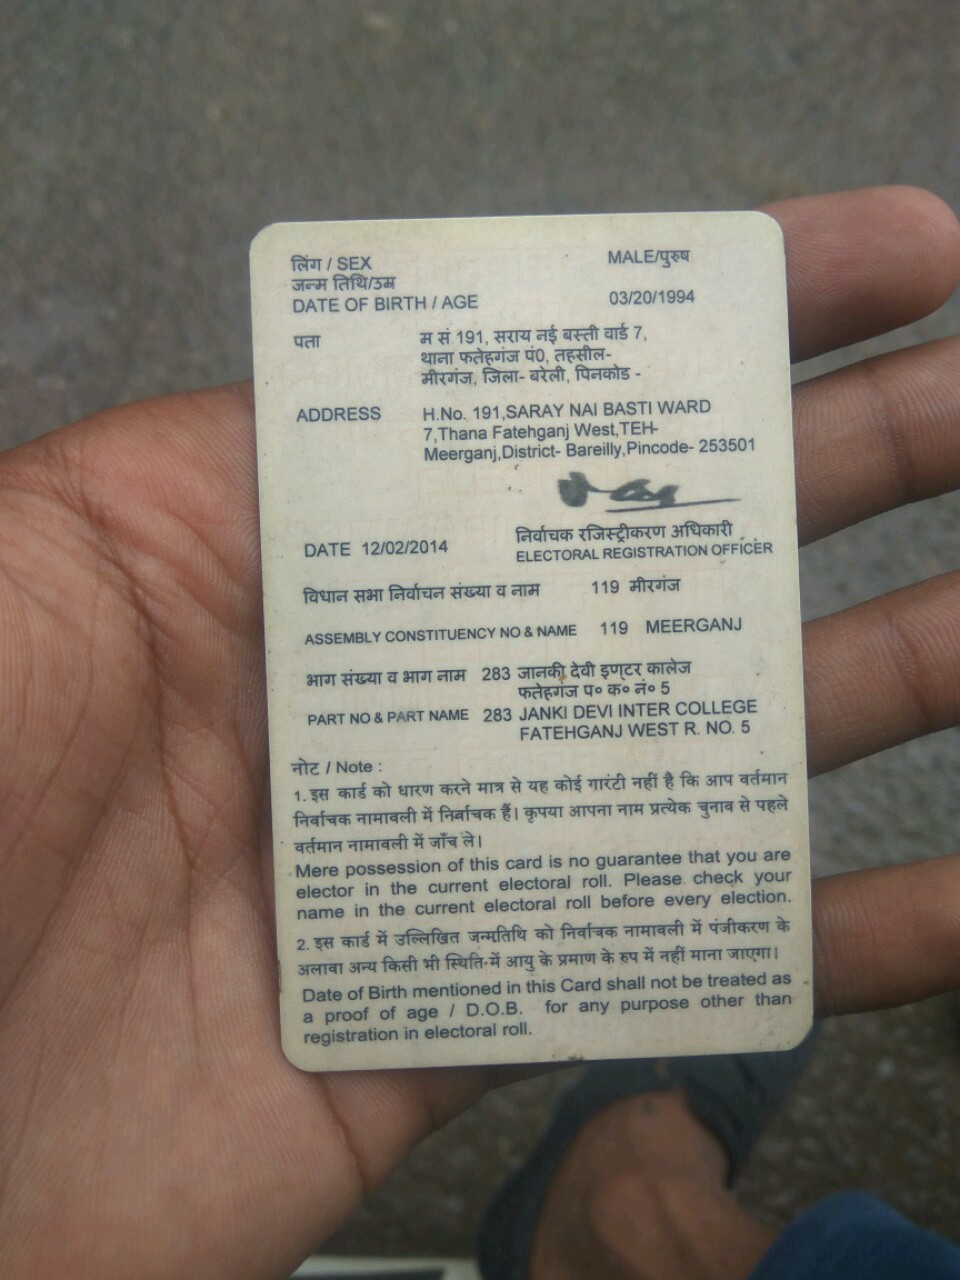 लिंग / SEX MALE/पुरुष
जन्म तिथि/उम्र
DATE OF BIRTH / AGE 03/20/1994
पता म सं 191, सराय नई बस्ती वार्ड 7,
थाना फतेहगंज पं0, तहसील-
मीरगंज, जिला- बरेली, पिनकोड -
ADDRESS H.No. 191,SARAY NAI BASTI WARD
7,Thana Fatehganj West,TEH-
Meerganj,District- Bareilly,Pincode- 253501
निर्वाचक रजिस्ट्रीकरण अधिकारी
DATE 12/02/2014 ELECTORAL REGISTRATION OFFICER
विधान सभा निर्वाचन संख्या व नाम 119 मीरगंज
ASSEMBLY CONSTITUENCY NO & NAME 119 MEERGANJ
भाग संख्या व भाग नाम 283 जानकी देवी इण्टर कालेज
फतेहगंज प० क० नं० 5
PART NO & PART NAME 283 JANKI DEVI INTER COLLEGE
FATEHGANJ WEST R. NO. 5
नोट / Note :
1. इस कार्ड को धारण करने मात्र से यह कोई गारंटी नहीं है कि आप वर्तमान
निर्वाचक नामावली में निर्वाचक हैं। कृपया आपना नाम प्रत्येक चुनाव से पहले
वर्तमान नामावली में जाँच ले।
Mere possession of this card is no guarantee that you are
elector in the current electoral roll. Please check your
name in the current electoral roll before every election.
2. इस कार्ड में उल्लिखित जन्मतिथि को निर्वाचक नामावली में पंजीकरण के
अलावा अन्य किसी भी स्थिति में आयु के प्रमाण के रुप में नहीं माना जाएगा।
Date of Birth mentioned in this Card shall not be treated as
a proof of age / D.O.B. for any purpose other than
registration in electoral roll.